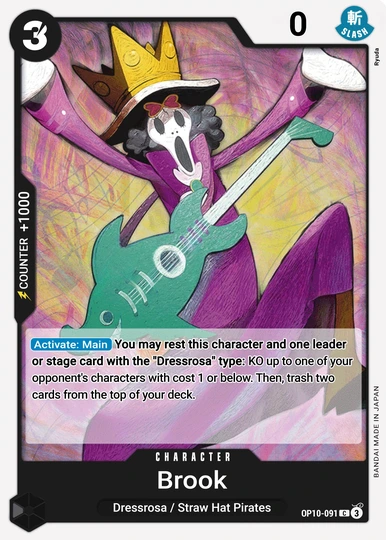 3
0
斬
SLASH
Ryuda
COUNTER +1000
Activate: Main You may rest this character and one leader
or stage card with the "Dressrosa" type: KO up to one of your
opponent's characters with cost 1 or below. Then, trash two
cards from the top of your deck.
BANDAI MADE IN JAPAN
CHARACTER
Brook
Dressrosa / Straw Hat Pirates
OP10-091 C 3